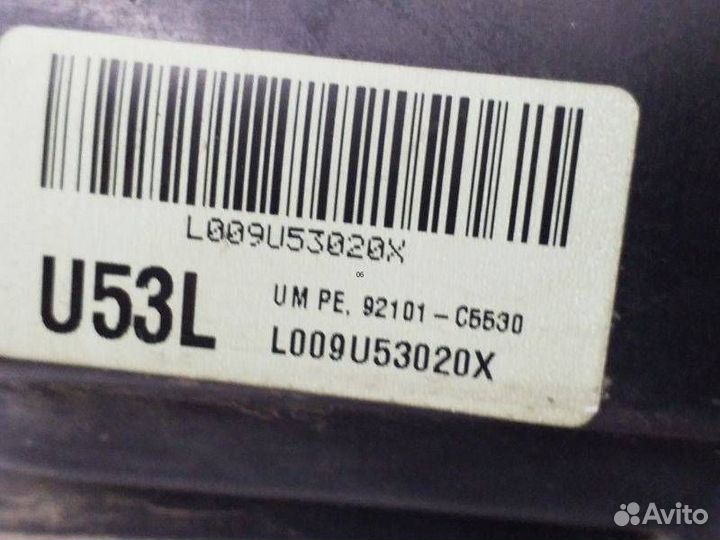 L009U53020X
06
U53L
UM PE, 92101-C5530
L009U53020X
Avito